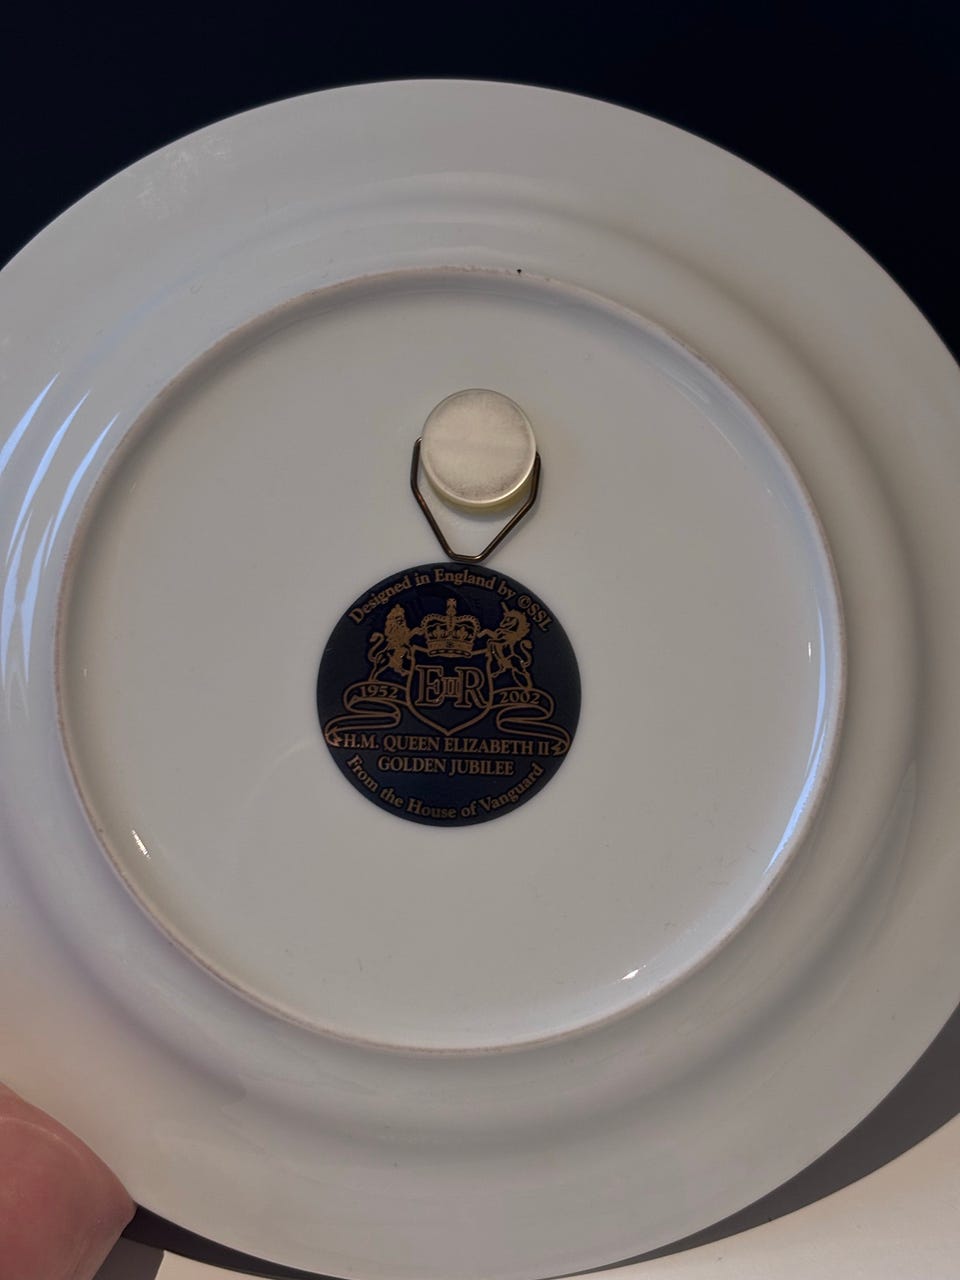 Designed in England by ©SSL
EIIR
1952 2002
H.M. QUEEN ELIZABETH II
GOLDEN JUBILEE
From the House of Vanguard